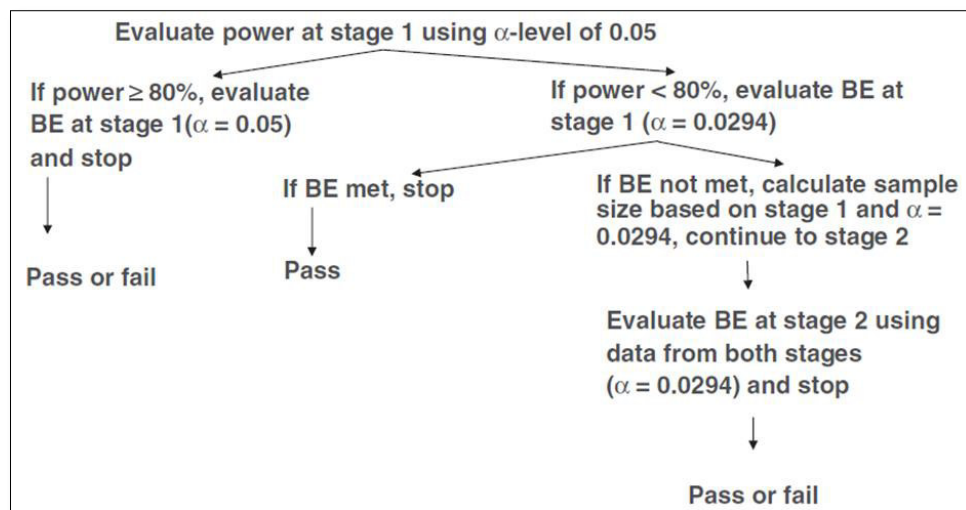 Evaluate power at stage 1 using α-level of 0.05
If power ≥ 80%, evaluate
BE at stage 1(α = 0.05)
and stop
Pass or fail
If power < 80%, evaluate BE at
stage 1 (α = 0.0294)
If BE met, stop
Pass
If BE not met, calculate sample
size based on stage 1 and α =
0.0294, continue to stage 2
Evaluate BE at stage 2 using
data from both stages
(α = 0.0294) and stop
Pass or fail